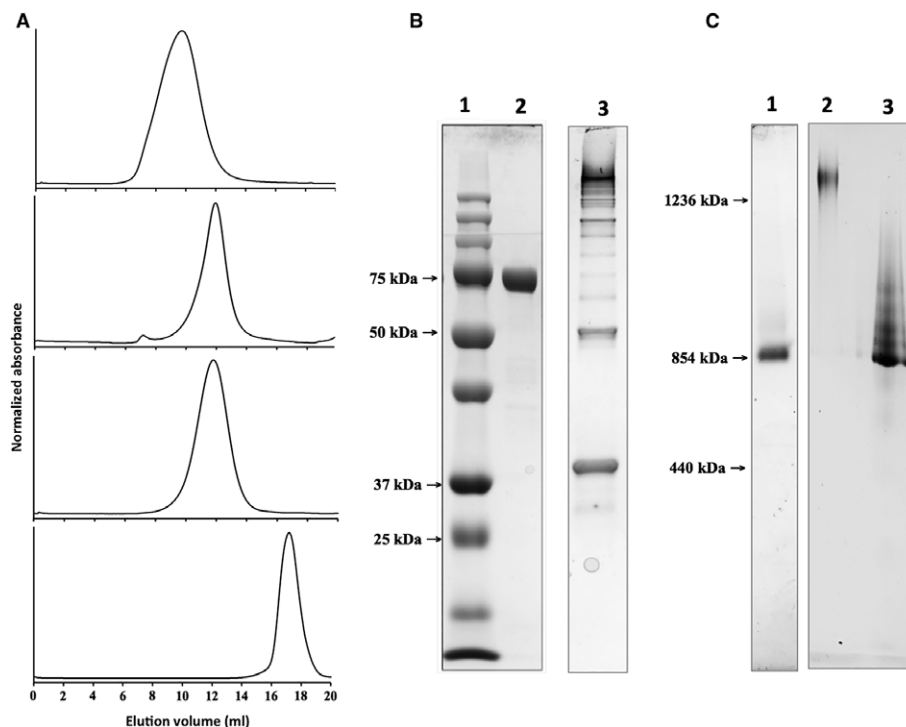 A
B
C
Normalized absorbance
0 2 4 6 8 10 12 14 16 18 20
Elution volume (ml)
1 2 3
75 kDa
50 kDa
37 kDa
25 kDa
1 2 3
1236 kDa
854 kDa
440 kDa